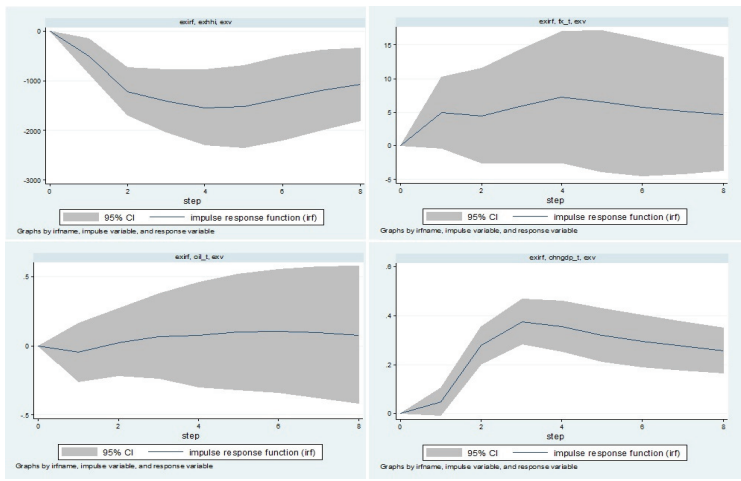 exirf, exhhi, exv
0
-1000
-2000
-3000
0 2 4 6 8
step
95% CI impulse response function (irf)
Graphs by irfname, impulse variable, and response variable
exirf, fx_t, exv
15
10
5
0
-5
0 2 4 6 8
step
95% CI impulse response function (irf)
Graphs by irfname, impulse variable, and response variable
exirf, oil_t, exv
.5
0
-.5
0 2 4 6 8
step
95% CI impulse response function (irf)
Graphs by irfname, impulse variable, and response variable
exirf, chngdp_t, exv
.6
.4
.2
0
0 2 4 6 8
step
95% CI impulse response function (irf)
Graphs by irfname, impulse variable, and response variable